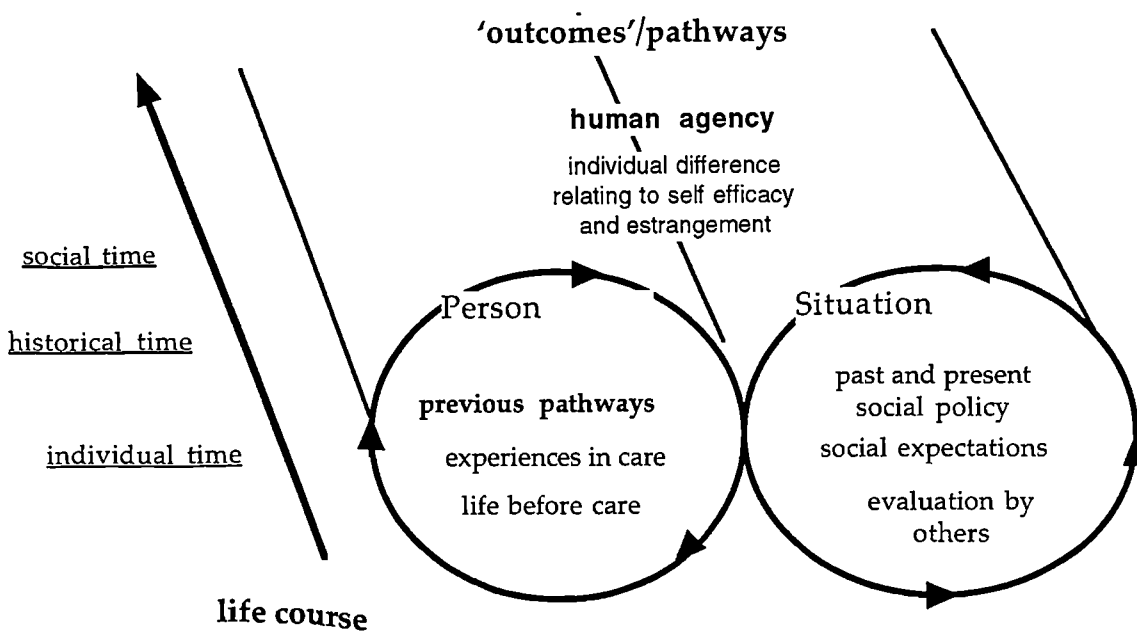 'outcomes'/pathways
human agency
individual difference
relating to self efficacy
and estrangement
social time
historical time
individual time
life course
Person
previous pathways
experiences in care
life before care
Situation
past and present
social policy
social expectations
evaluation by
others